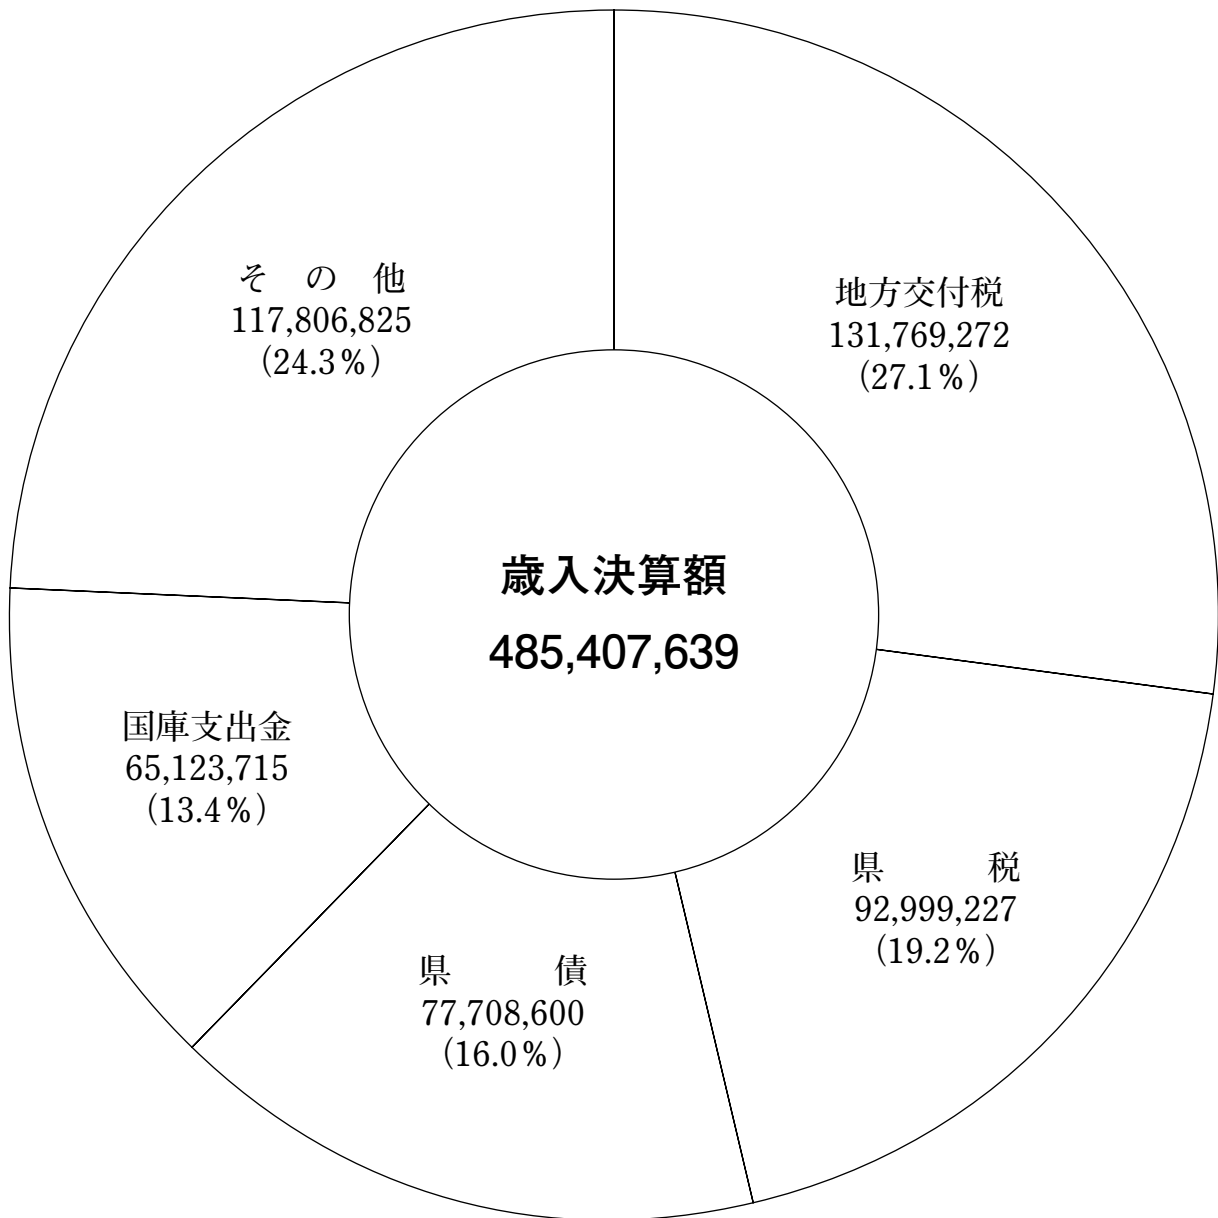 歳入決算額
485,407,639
地方交付税
131,769,272
(27.1%)
県　　　税
92,999,227
(19.2%)
県　　　債
77,708,600
(16.0%)
国庫支出金
65,123,715
(13.4%)
そ　の　他
117,806,825
(24.3%)